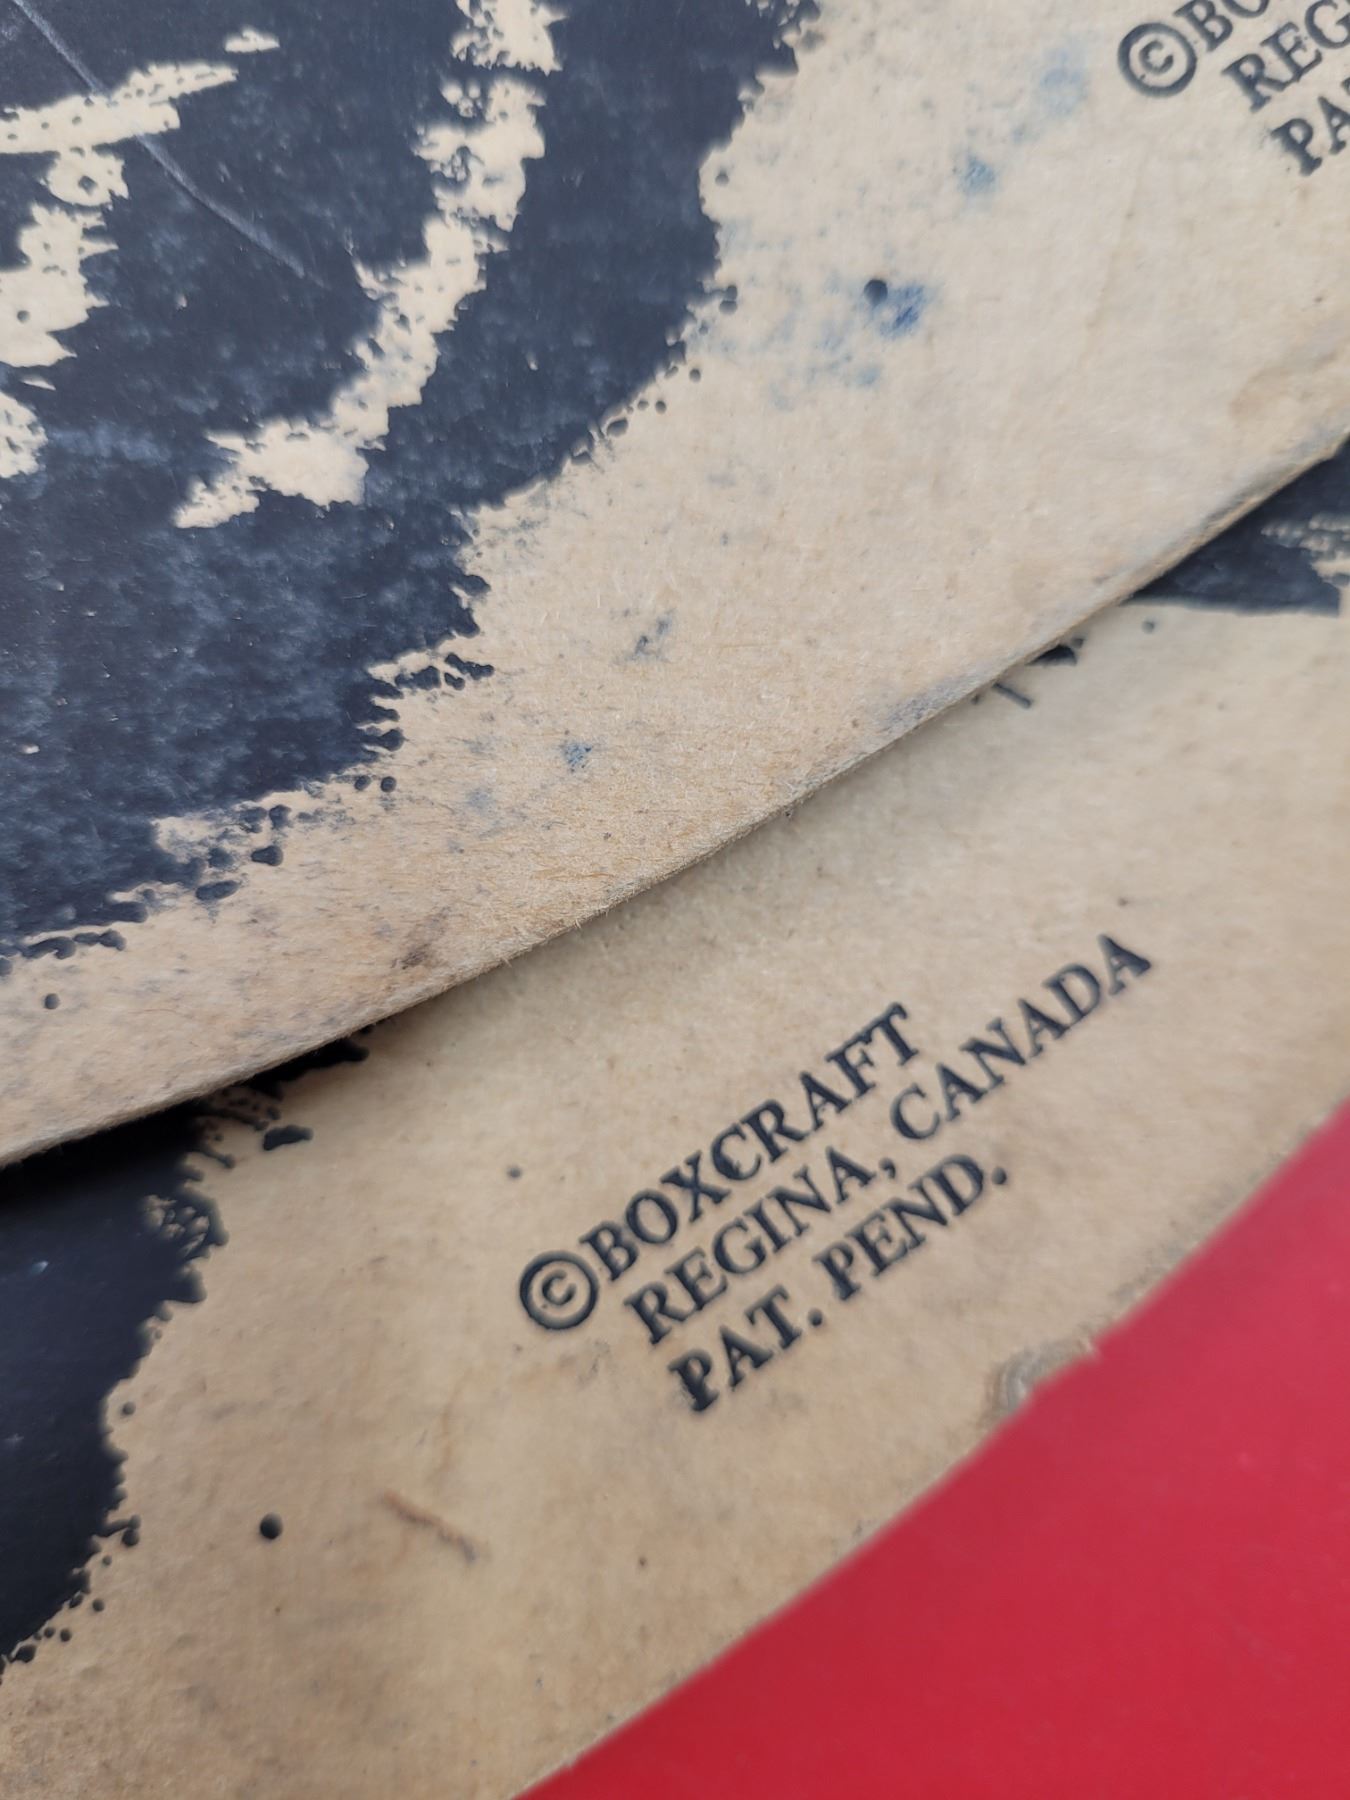 ©
©BOXCRAFT
REGINA, CANADA
PAT. PEND.